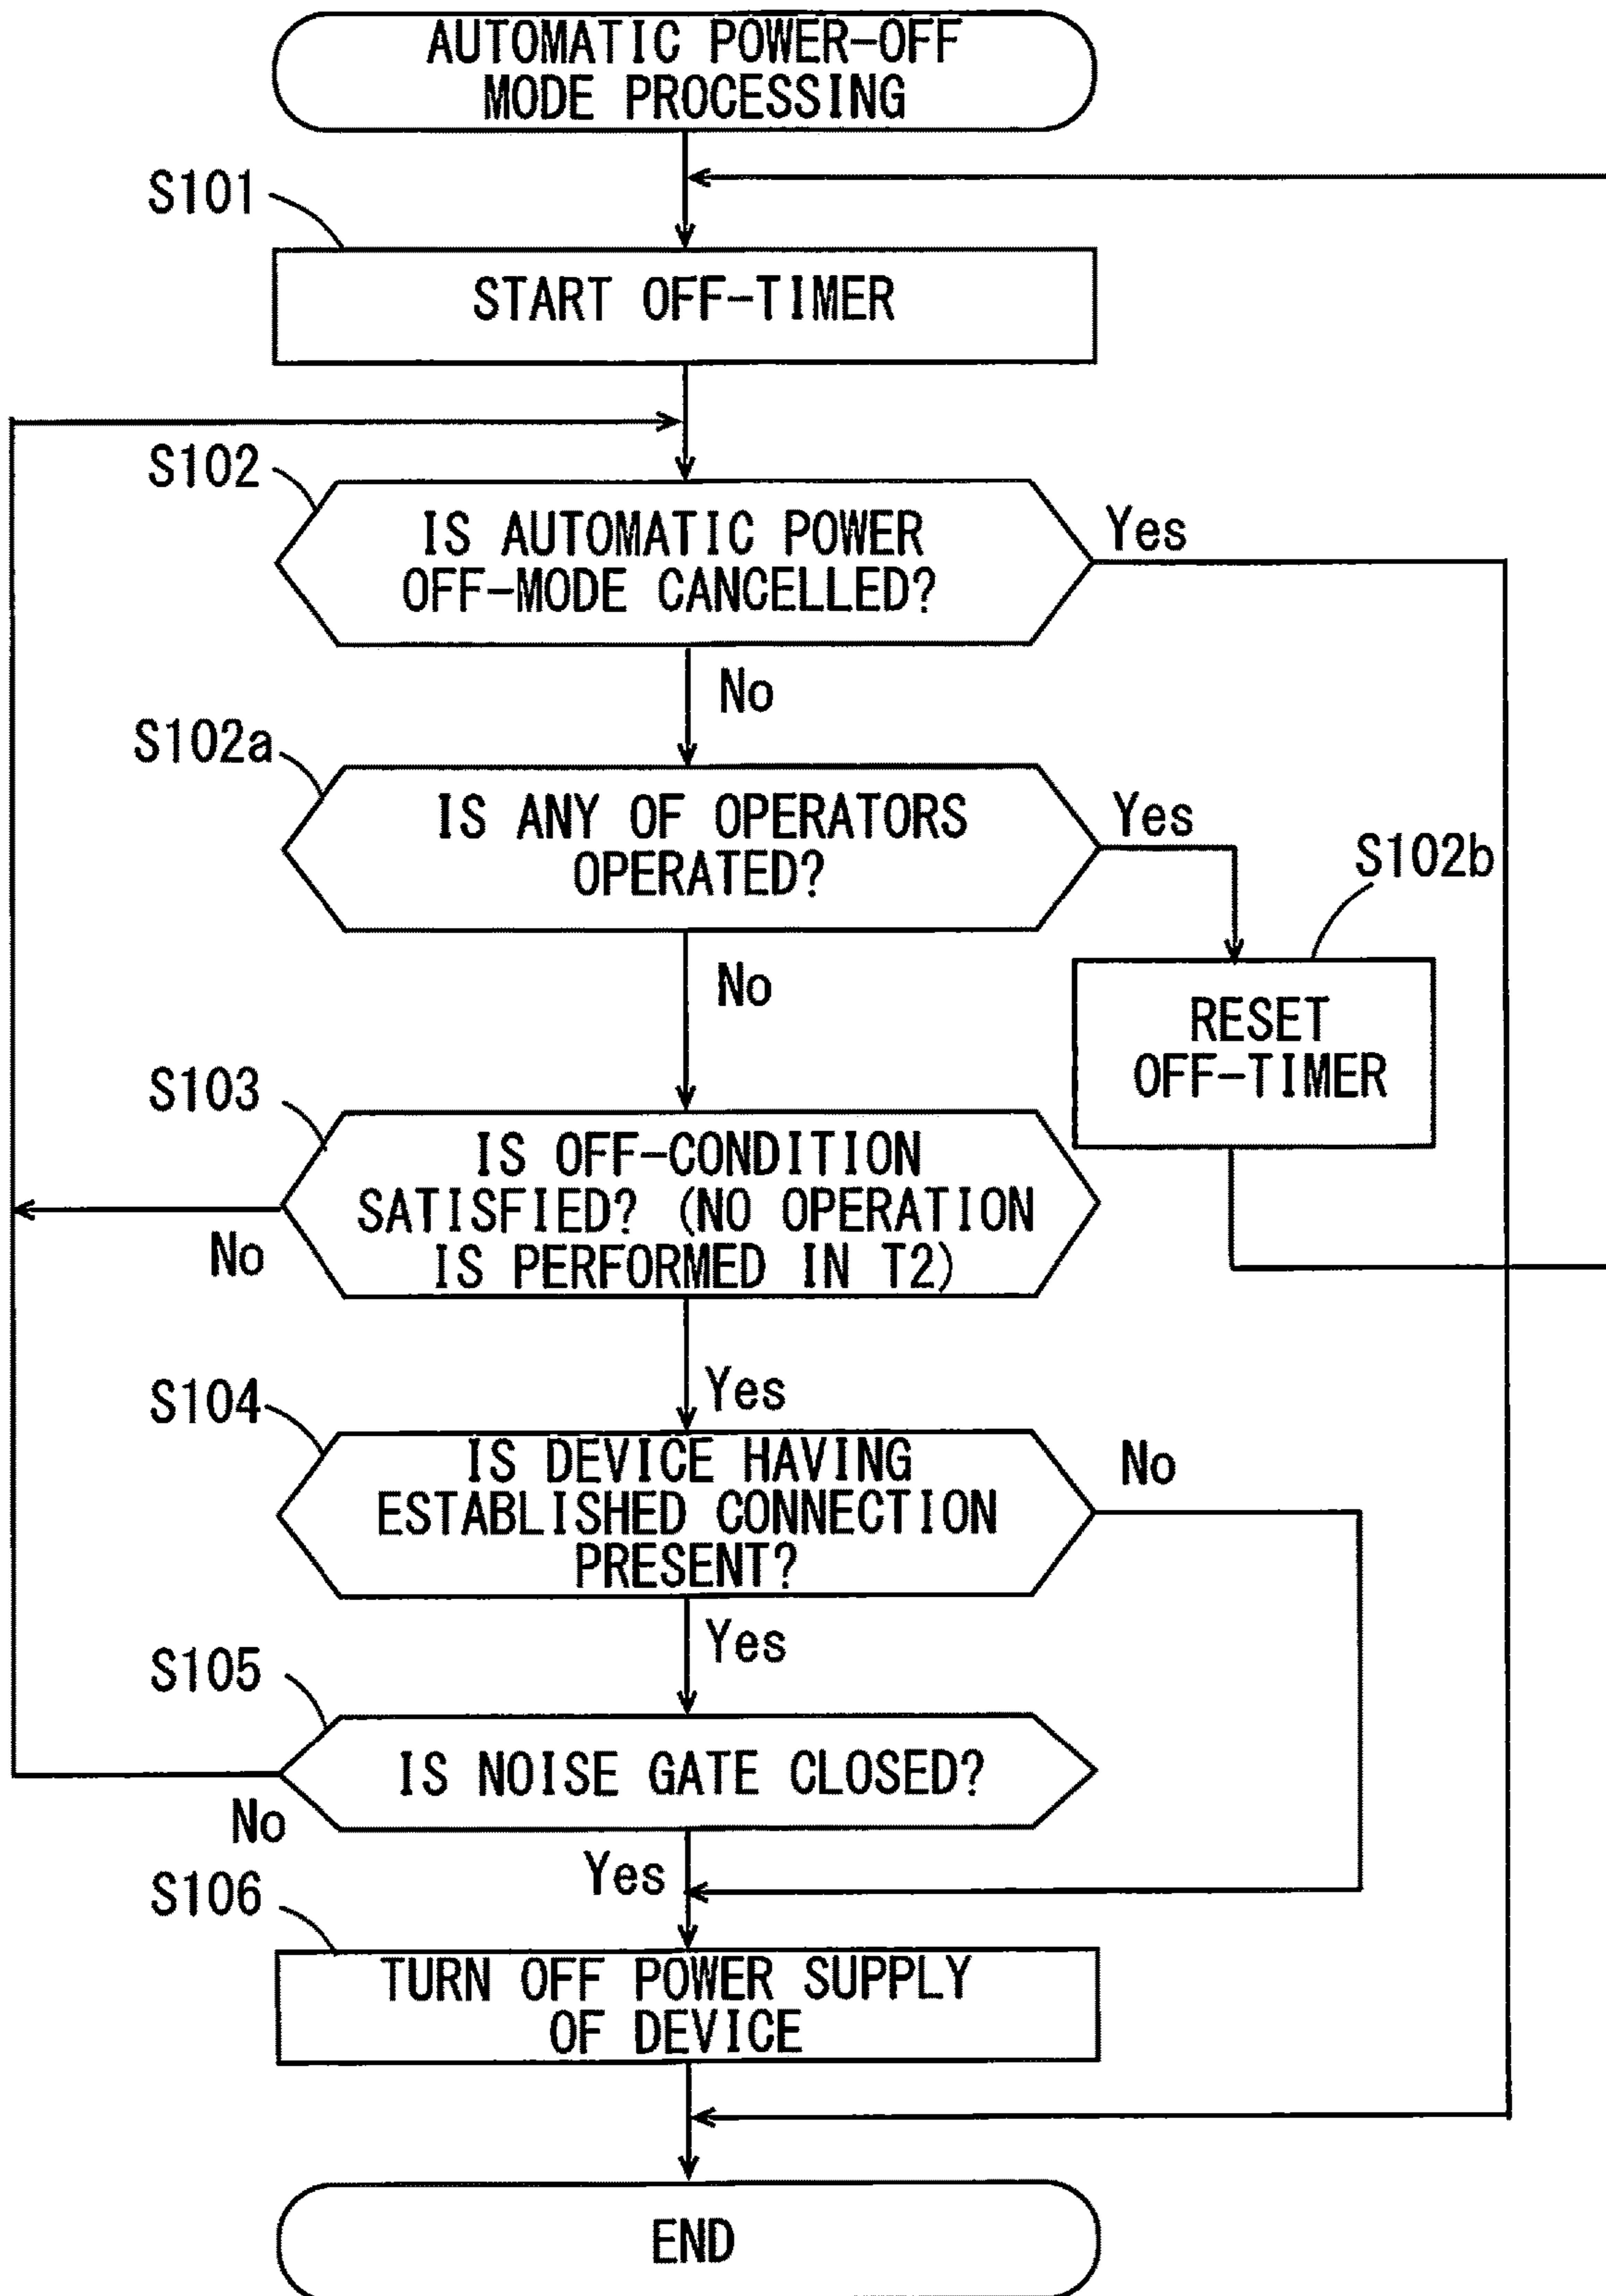 AUTOMATIC POWER-OFF
MODE PROCESSING
S101
START OFF-TIMER
S102
IS AUTOMATIC POWER
OFF-MODE CANCELLED?
Yes
No
S102a
IS ANY OF OPERATORS
OPERATED?
Yes
S102b
RESET
OFF-TIMER
No
S103
IS OFF-CONDITION
SATISFIED? (NO OPERATION
IS PERFORMED IN T2)
No
Yes
S104
IS DEVICE HAVING
ESTABLISHED CONNECTION
PRESENT?
No
Yes
S105
IS NOISE GATE CLOSED?
No
Yes
S106
TURN OFF POWER SUPPLY
OF DEVICE
END